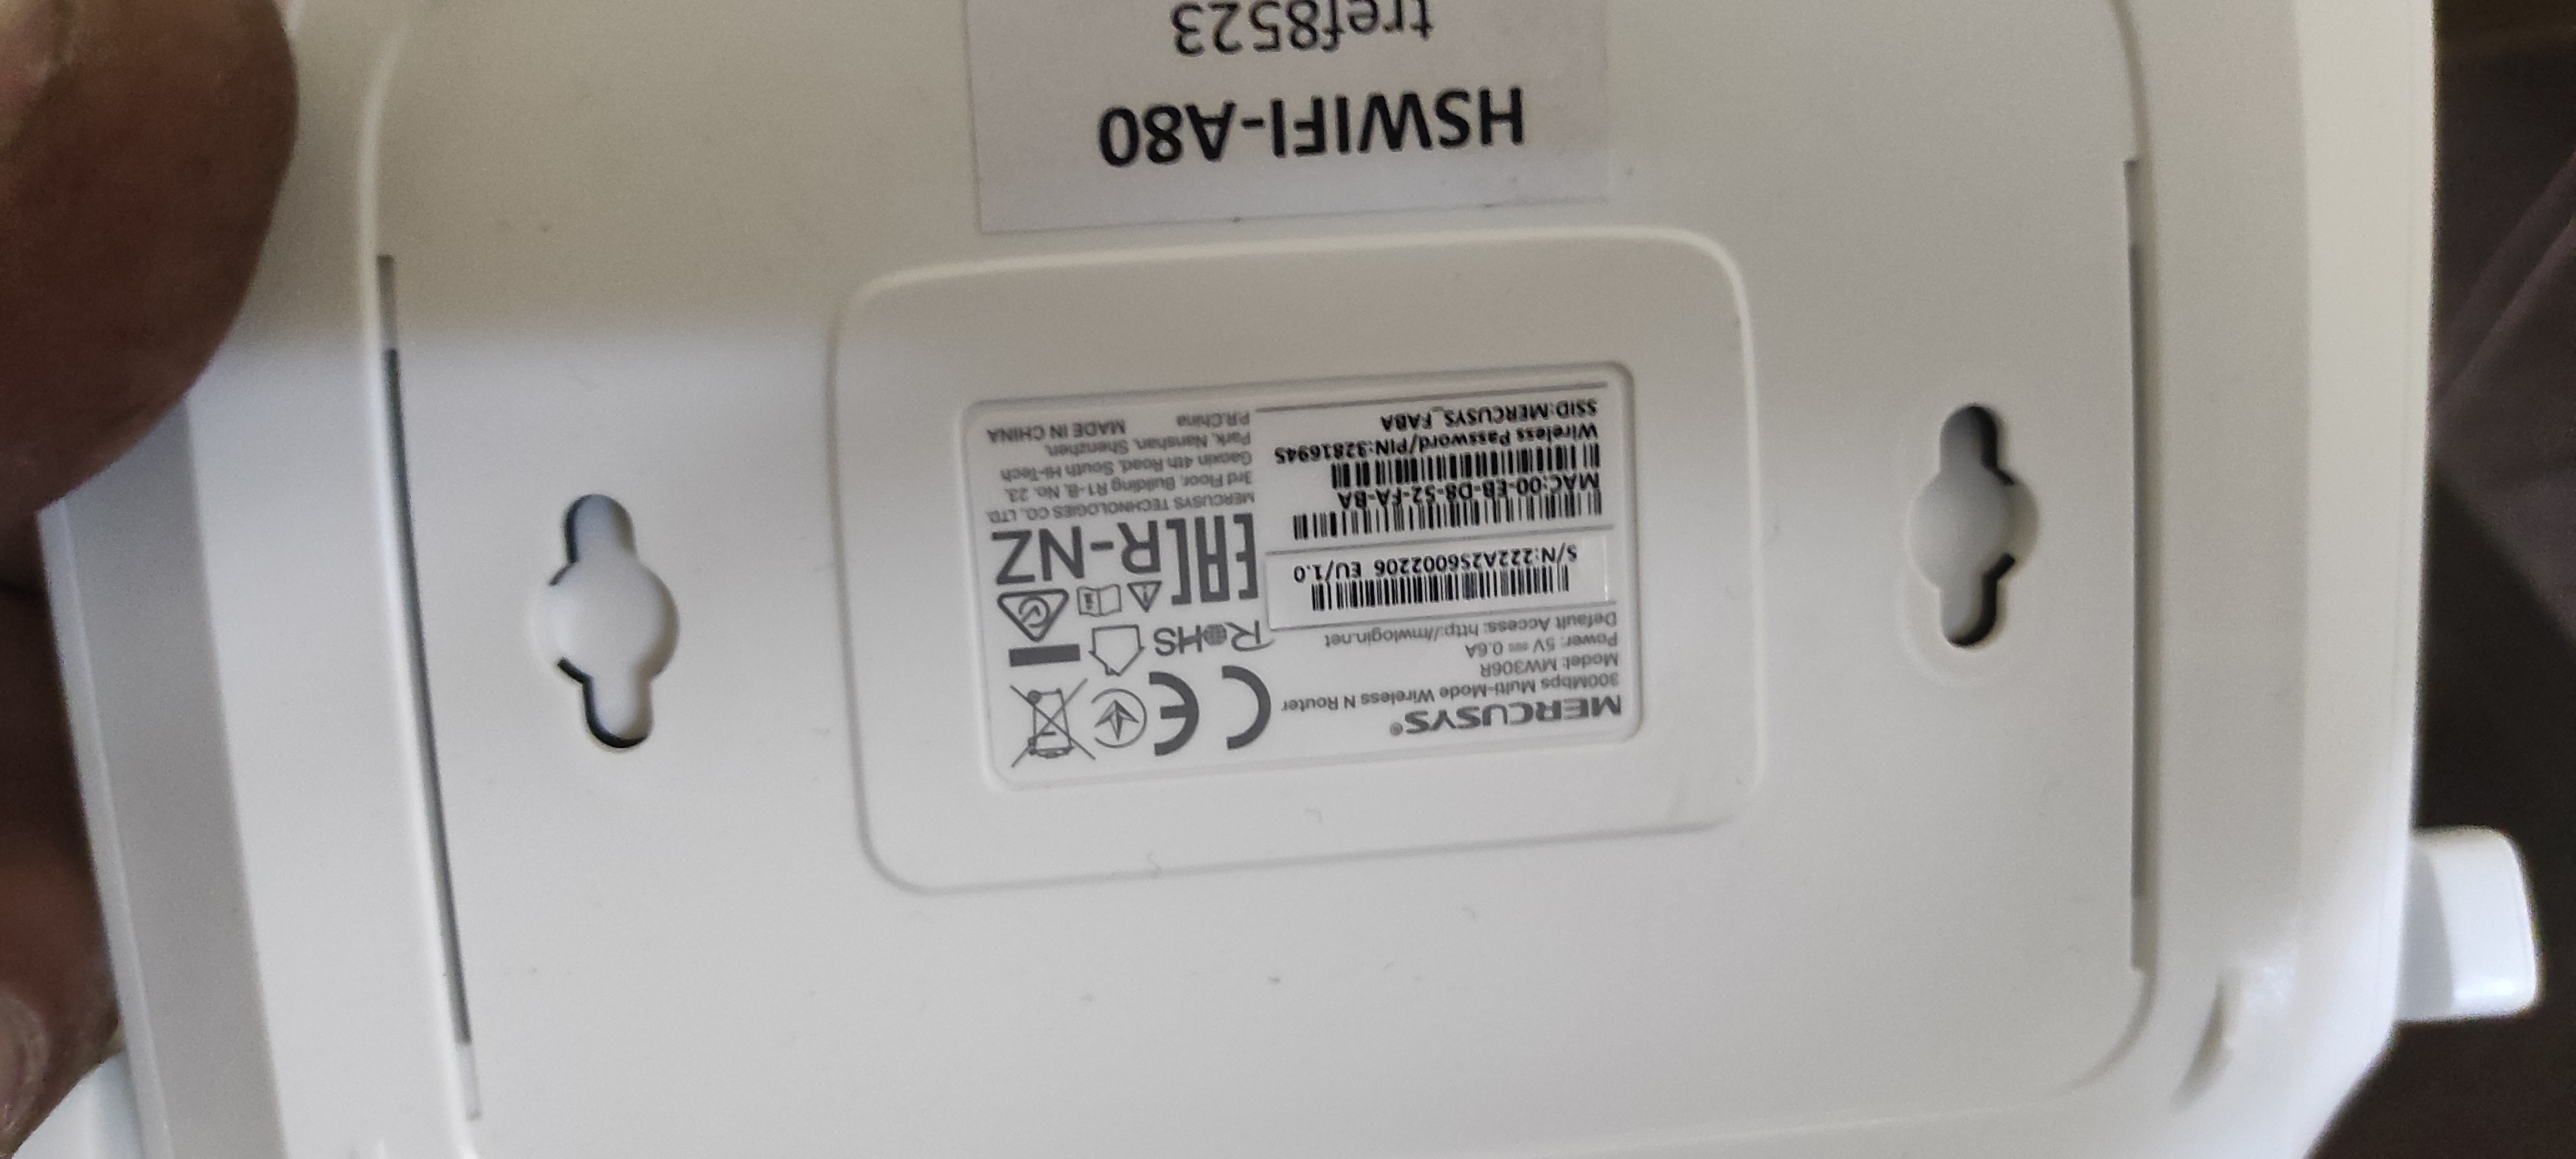 MERCUSYS®
300Mbps Multi-Mode Wireless N Router
Model: MW306R
Power: 5V ⎓ 0.6A
Default Access: http://mwlogin.net
S/N:222A2S6002206 EU/1.0
MAC:00-EB-D8-52-FA-BA
Wireless Password/PIN:32816945
SSID:MERCUSYS_FABA
CE
RoHS
EAC R-NZ
MERCUSYS TECHNOLOGIES CO., LTD.
3rd Floor, Building R1-B, No. 23,
Gaoxin 4th Road, South Hi-Tech
Park, Nanshan, Shenzhen,
P.R.China MADE IN CHINA
HSWIFI-A80
tref8523